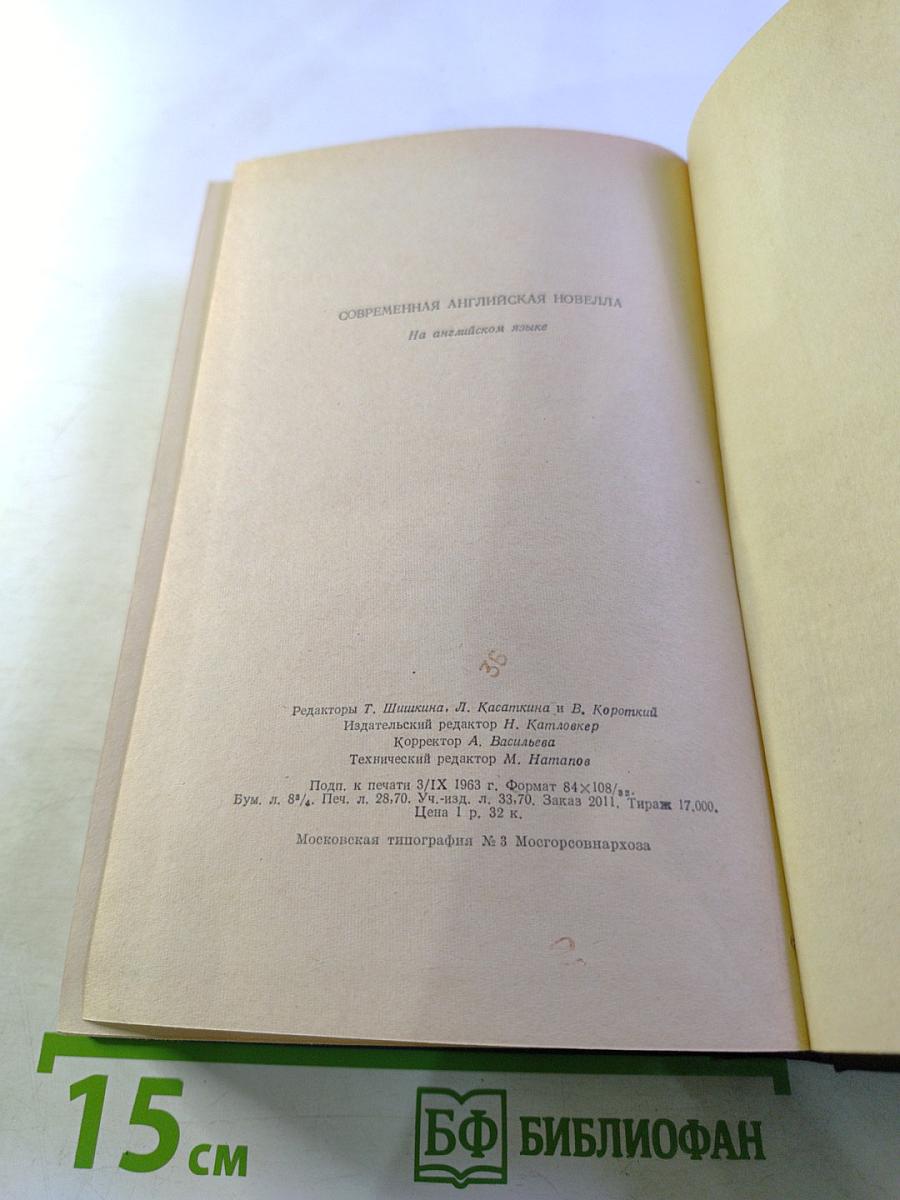 СОВРЕМЕННАЯ АНГЛИЙСКАЯ НОВЕЛЛА
На английском языке
36
Редакторы Т. Шишкина, Л. Касаткина и В. Короткий
Издательский редактор Н. Катловкер
Корректор А. Васильева
Технический редактор М. Натапов
Подп. к печати 3/IX 1963 г. Формат 84×108/₃₂.
Бум. л. 8³/₄. Печ. л. 28,70. Уч.-изд. л. 33,70. Заказ 2011. Тираж 17.000.
Цена 1 р. 32 к.
Московская типография № 3 Мосгорсовнархоза
15 см
БФ БИБЛИОФАН